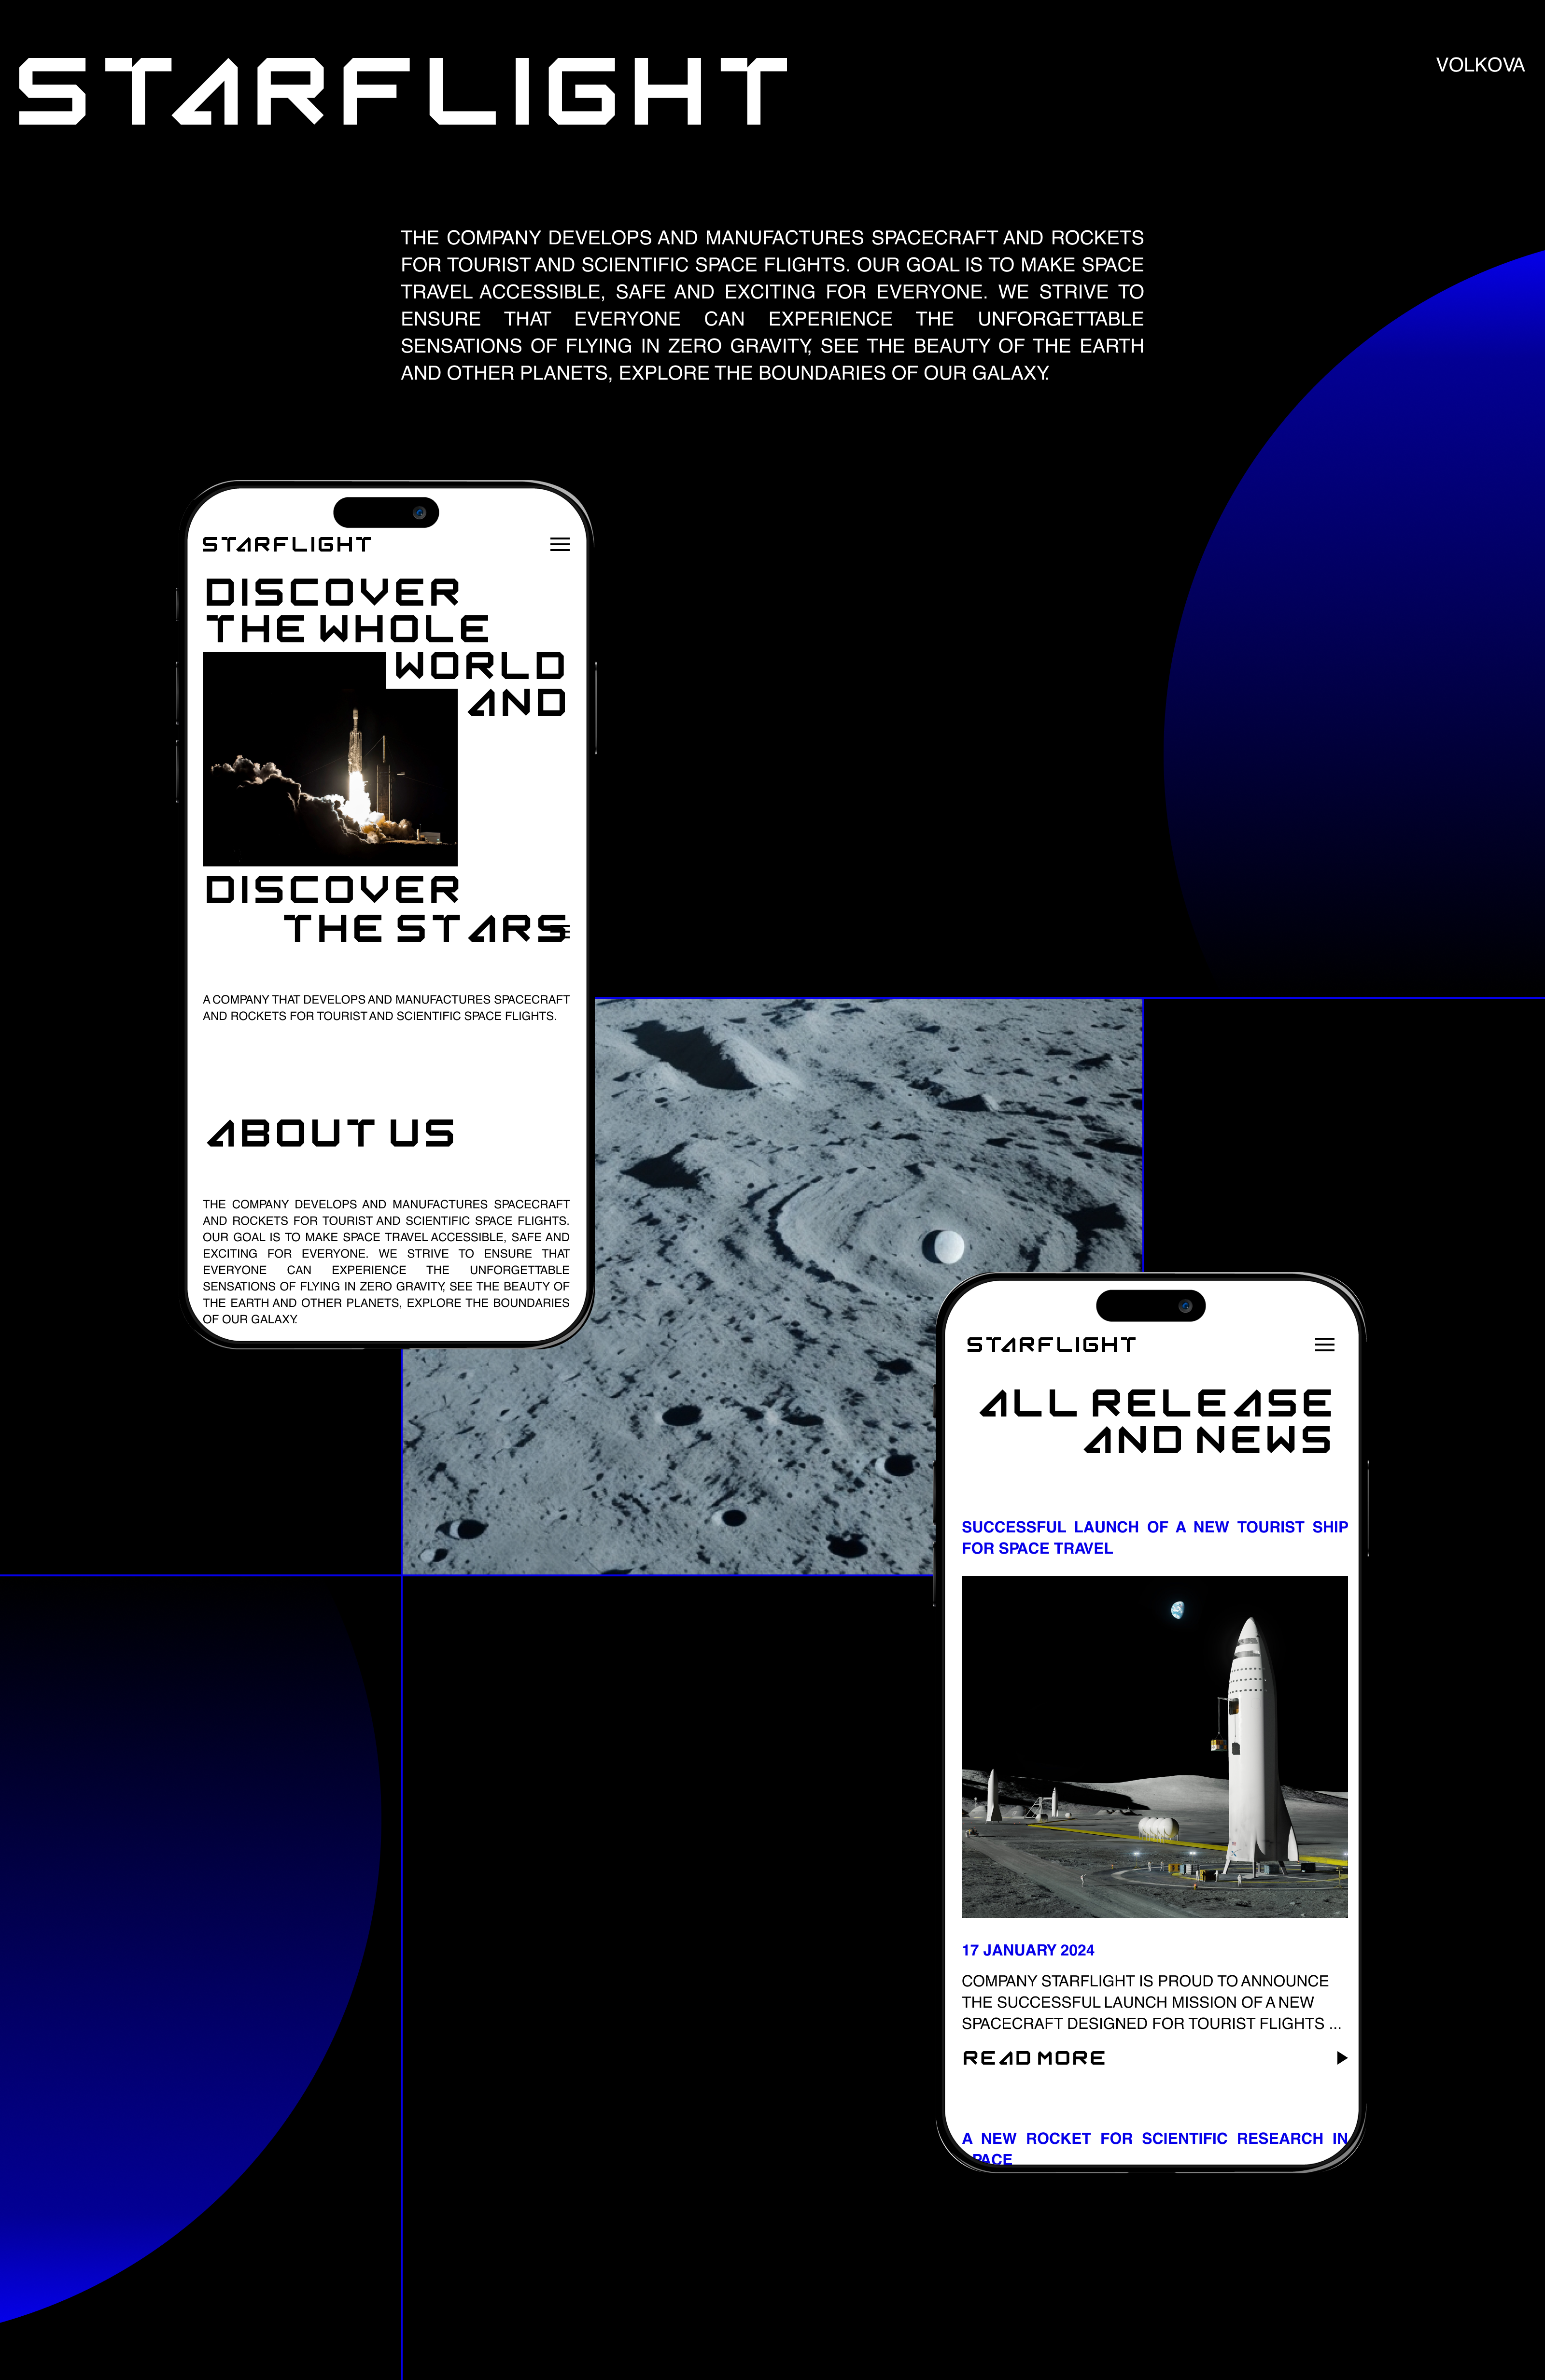 STARFLIGHT
VOLKOVA
THE COMPANY DEVELOPS AND MANUFACTURES SPACECRAFT AND ROCKETS
FOR TOURIST AND SCIENTIFIC SPACE FLIGHTS. OUR GOAL IS TO MAKE SPACE
TRAVEL ACCESSIBLE, SAFE AND EXCITING FOR EVERYONE. WE STRIVE TO
ENSURE THAT EVERYONE CAN EXPERIENCE THE UNFORGETTABLE
SENSATIONS OF FLYING IN ZERO GRAVITY, SEE THE BEAUTY OF THE EARTH
AND OTHER PLANETS, EXPLORE THE BOUNDARIES OF OUR GALAXY.
STARFLIGHT
DISCOVER
THE WHOLE
WORLD
AND
DISCOVER
THE STARS
A COMPANY THAT DEVELOPS AND MANUFACTURES SPACECRAFT
AND ROCKETS FOR TOURIST AND SCIENTIFIC SPACE FLIGHTS.
ABOUT US
THE COMPANY DEVELOPS AND MANUFACTURES SPACECRAFT
AND ROCKETS FOR TOURIST AND SCIENTIFIC SPACE FLIGHTS.
OUR GOAL IS TO MAKE SPACE TRAVEL ACCESSIBLE, SAFE AND
EXCITING FOR EVERYONE. WE STRIVE TO ENSURE THAT
EVERYONE CAN EXPERIENCE THE UNFORGETTABLE
SENSATIONS OF FLYING IN ZERO GRAVITY, SEE THE BEAUTY OF
THE EARTH AND OTHER PLANETS, EXPLORE THE BOUNDARIES
OF OUR GALAXY.
STARFLIGHT
ALL RELEASE
AND NEWS
SUCCESSFUL LAUNCH OF A NEW TOURIST SHIP
FOR SPACE TRAVEL
17 JANUARY 2024
COMPANY STARFLIGHT IS PROUD TO ANNOUNCE
THE SUCCESSFUL LAUNCH MISSION OF A NEW
SPACECRAFT DESIGNED FOR TOURIST FLIGHTS ...
READ MORE
A NEW ROCKET FOR SCIENTIFIC RESEARCH IN
SPACE